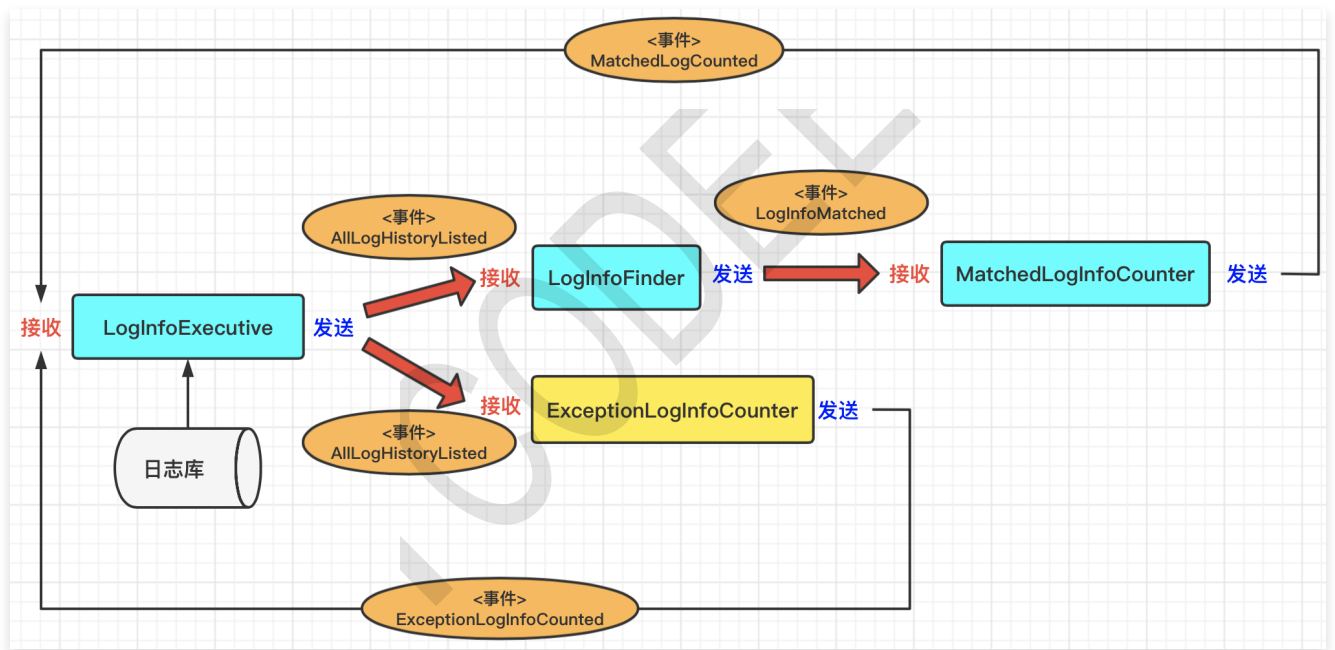 <事件>
MatchedLogCounted
<事件>
LogInfoMatched
<事件>
AllLogHistoryListed
接收
LogInfoFinder
发送
接收
MatchedLogInfoCounter
发送
接收
LogInfoExecutive
发送
接收
ExceptionLogInfoCounter
发送
<事件>
AllLogHistoryListed
日志库
<事件>
ExceptionLogInfoCounted